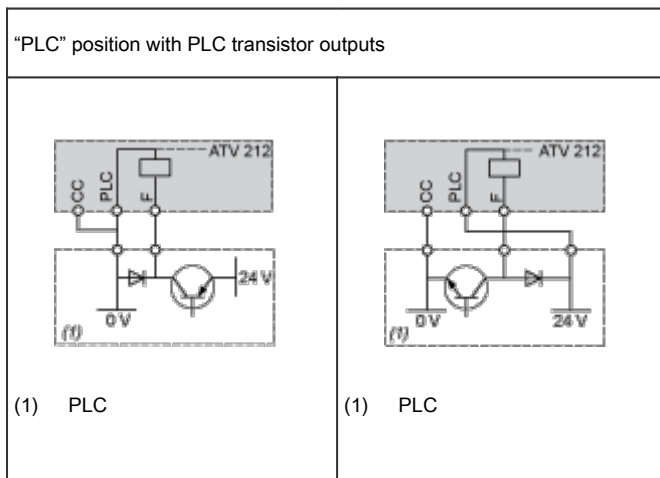 “PLC” position with PLC transistor outputs
ATV 212
CC
PLC
F
24 V
0 V
(1)
(1) PLC
ATV 212
CC
PLC
F
0 V
24 V
(1)
(1) PLC